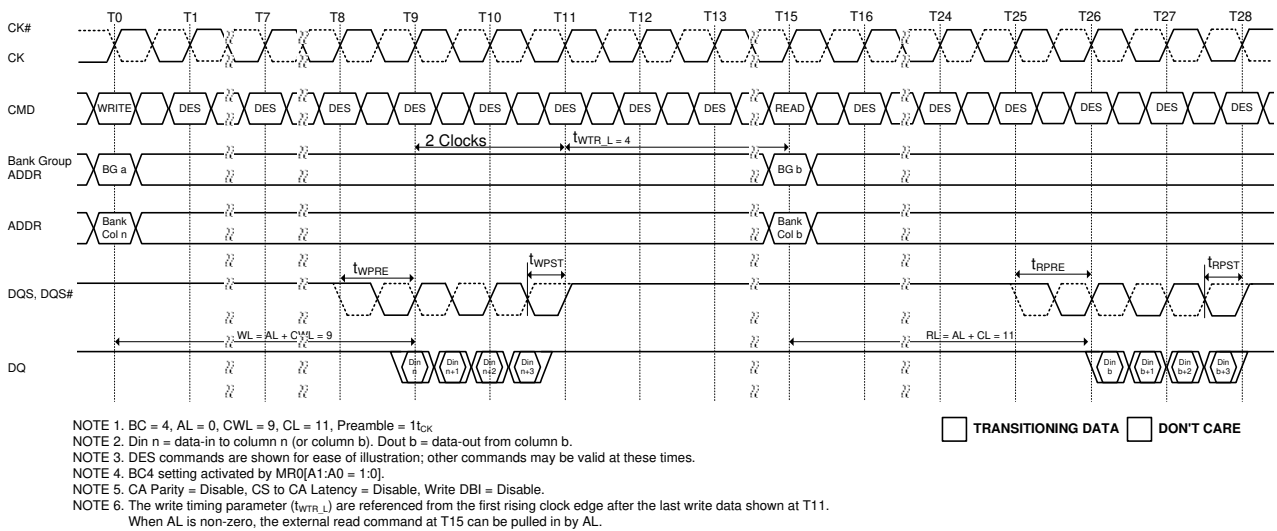 T0 T1 T7 T8 T9 T10 T11 T12 T13 T15 T16 T24 T25 T26 T27 T28
CK#
CK
CMD WRITE DES DES DES DES DES DES DES DES READ DES DES DES DES DES DES
2 Clocks tWTR_L = 4
Bank Group
ADDR
BG a BG b
ADDR
Bank
Col n
Bank
Col b
tWPRE tWPST tRPRE tRPST
DQS, DQS#
WL = AL + CWL = 9 RL = AL + CL = 11
DQ
Din
n
Din
n+1
Din
n+2
Din
n+3
Din
b
Din
b+1
Din
b+2
Din
b+3
NOTE 1. BC = 4, AL = 0, CWL = 9, CL = 11, Preamble = 1tCK
NOTE 2. Din n = data-in to column n (or column b). Dout b = data-out from column b.
NOTE 3. DES commands are shown for ease of illustration; other commands may be valid at these times.
NOTE 4. BC4 setting activated by MR0[A1:A0 = 1:0].
NOTE 5. CA Parity = Disable, CS to CA Latency = Disable, Write DBI = Disable.
NOTE 6. The write timing parameter (tWTR_L) are referenced from the first rising clock edge after the last write data shown at T11.
When AL is non-zero, the external read command at T15 can be pulled in by AL.
TRANSITIONING DATA DON'T CARE